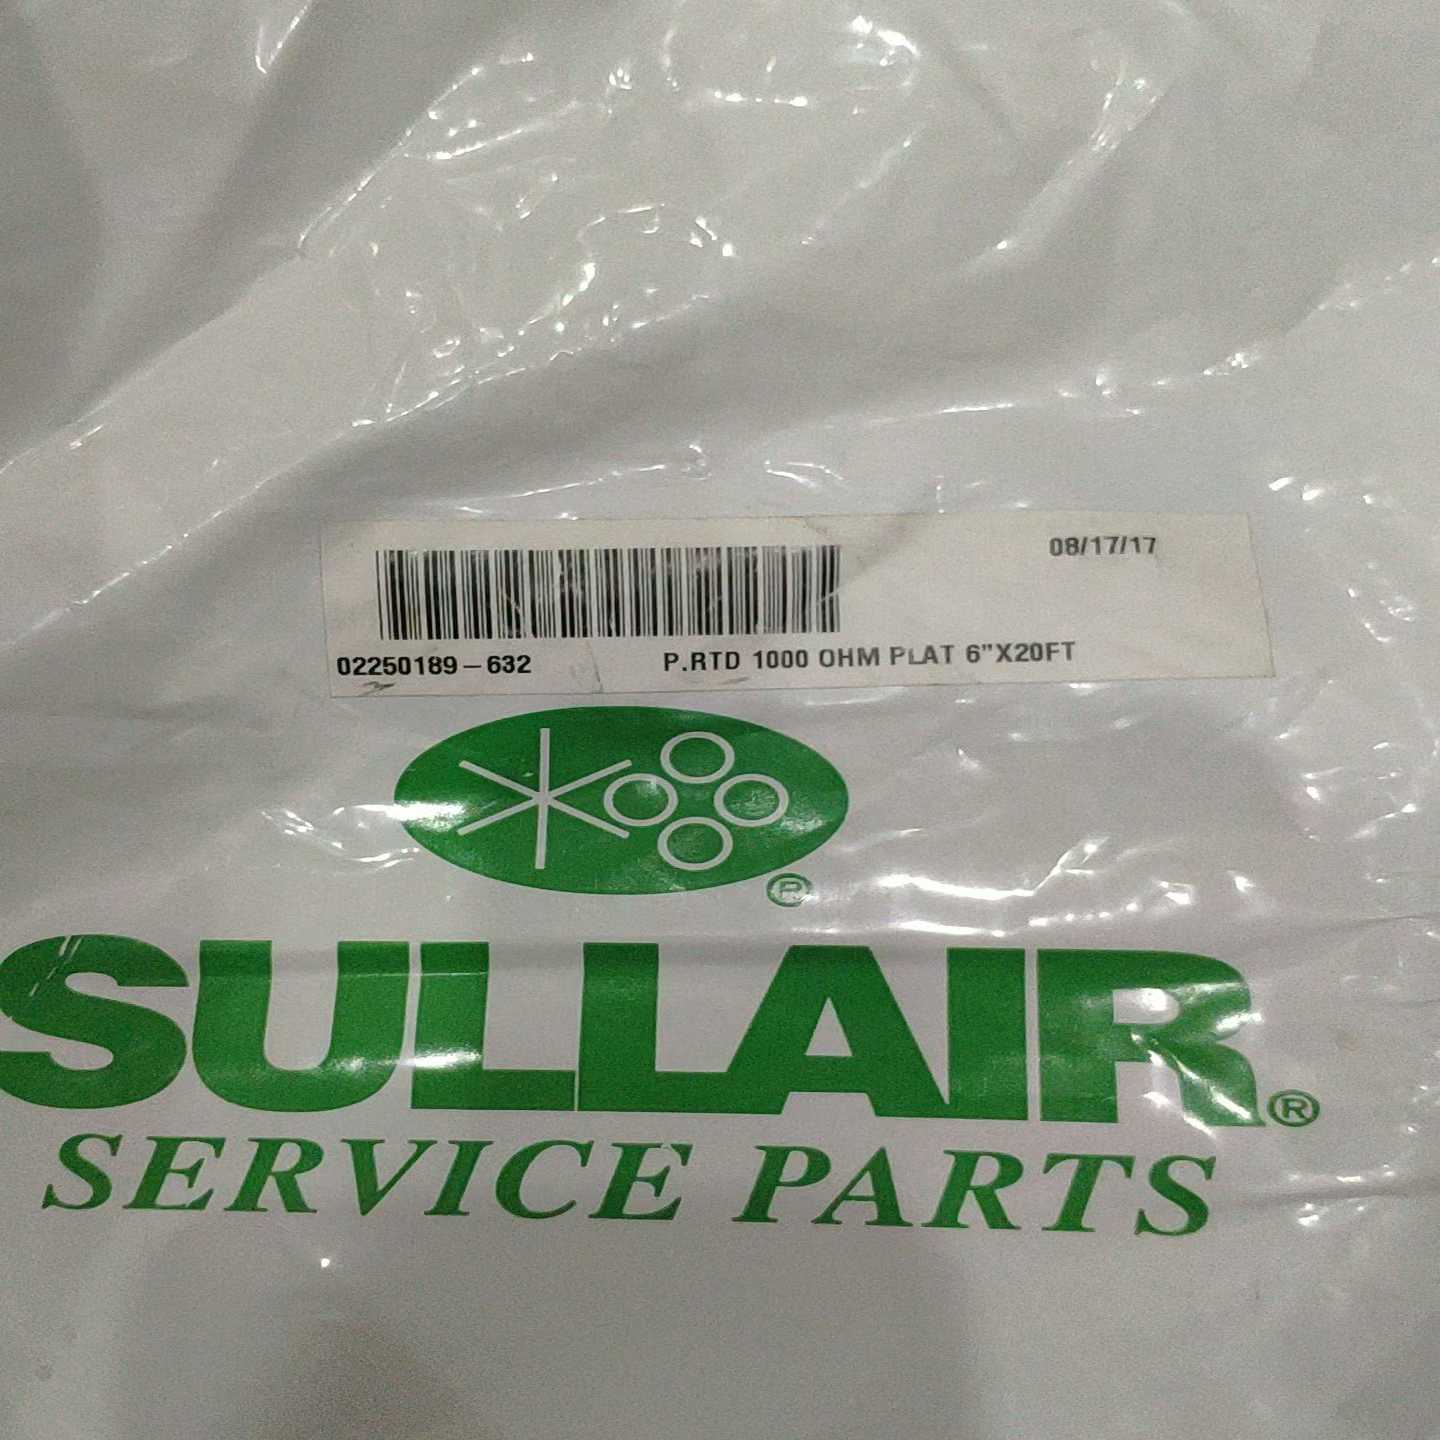 08/17/17
02250189-632 P.RTD 1000 OHM PLAT 6"X20FT
®
SULLAIR®
SERVICE PARTS